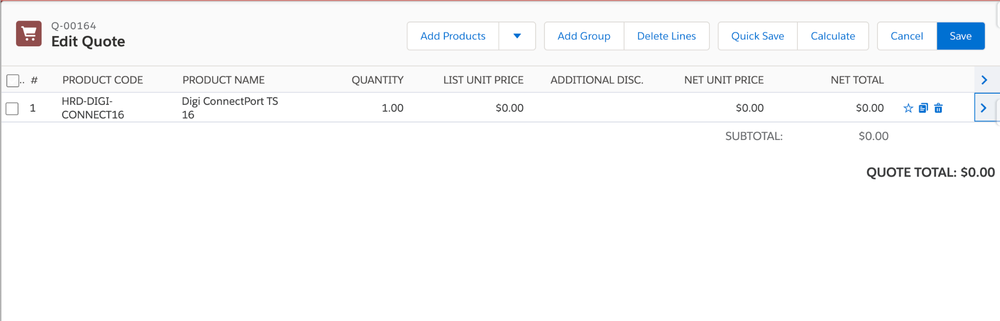 Q-00164
Edit Quote
Add Products
Add Group
Delete Lines
Quick Save
Calculate
Cancel
Save
.. # PRODUCT CODE PRODUCT NAME QUANTITY LIST UNIT PRICE ADDITIONAL DISC. NET UNIT PRICE NET TOTAL
1 HRD-DIGI-CONNECT16 Digi ConnectPort TS 16 1.00 $0.00 $0.00 $0.00
SUBTOTAL: $0.00
QUOTE TOTAL: $0.00